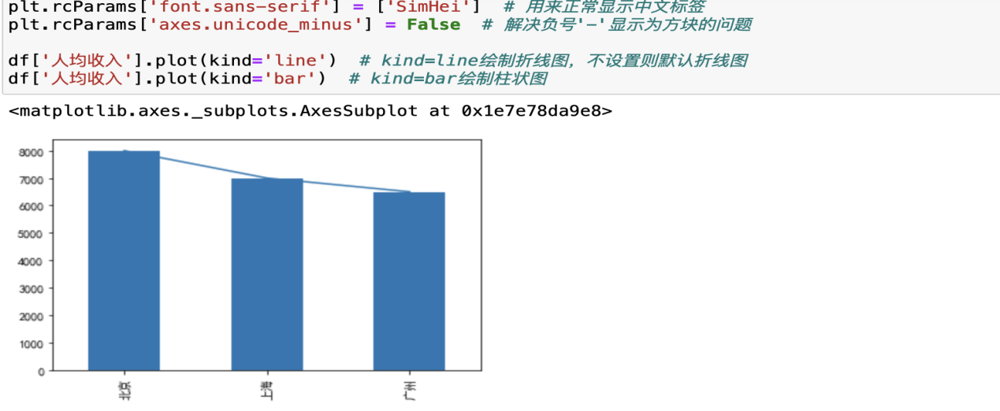 plt.rcParams['font.sans-serif'] = ['SimHei']  # 用来正常显示中文标签
plt.rcParams['axes.unicode_minus'] = False  # 解决负号'-'显示为方块的问题
df['人均收入'].plot(kind='line')  # kind=line绘制折线图，不设置则默认折线图
df['人均收入'].plot(kind='bar')  # kind=bar绘制柱状图
<matplotlib.axes._subplots.AxesSubplot at 0x1e7e78da9e8>
8000
7000
6000
5000
4000
3000
2000
1000
0
北京
上海
广州